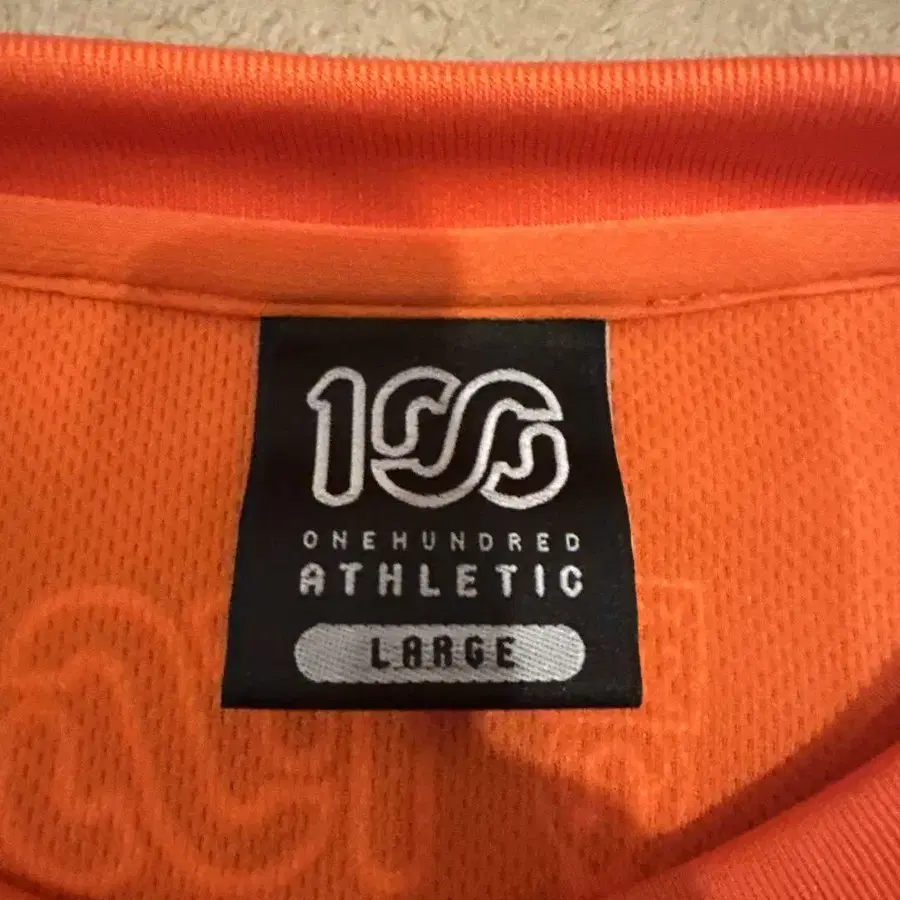 100
ONEHUNDRED
ATHLETIC
LARGE